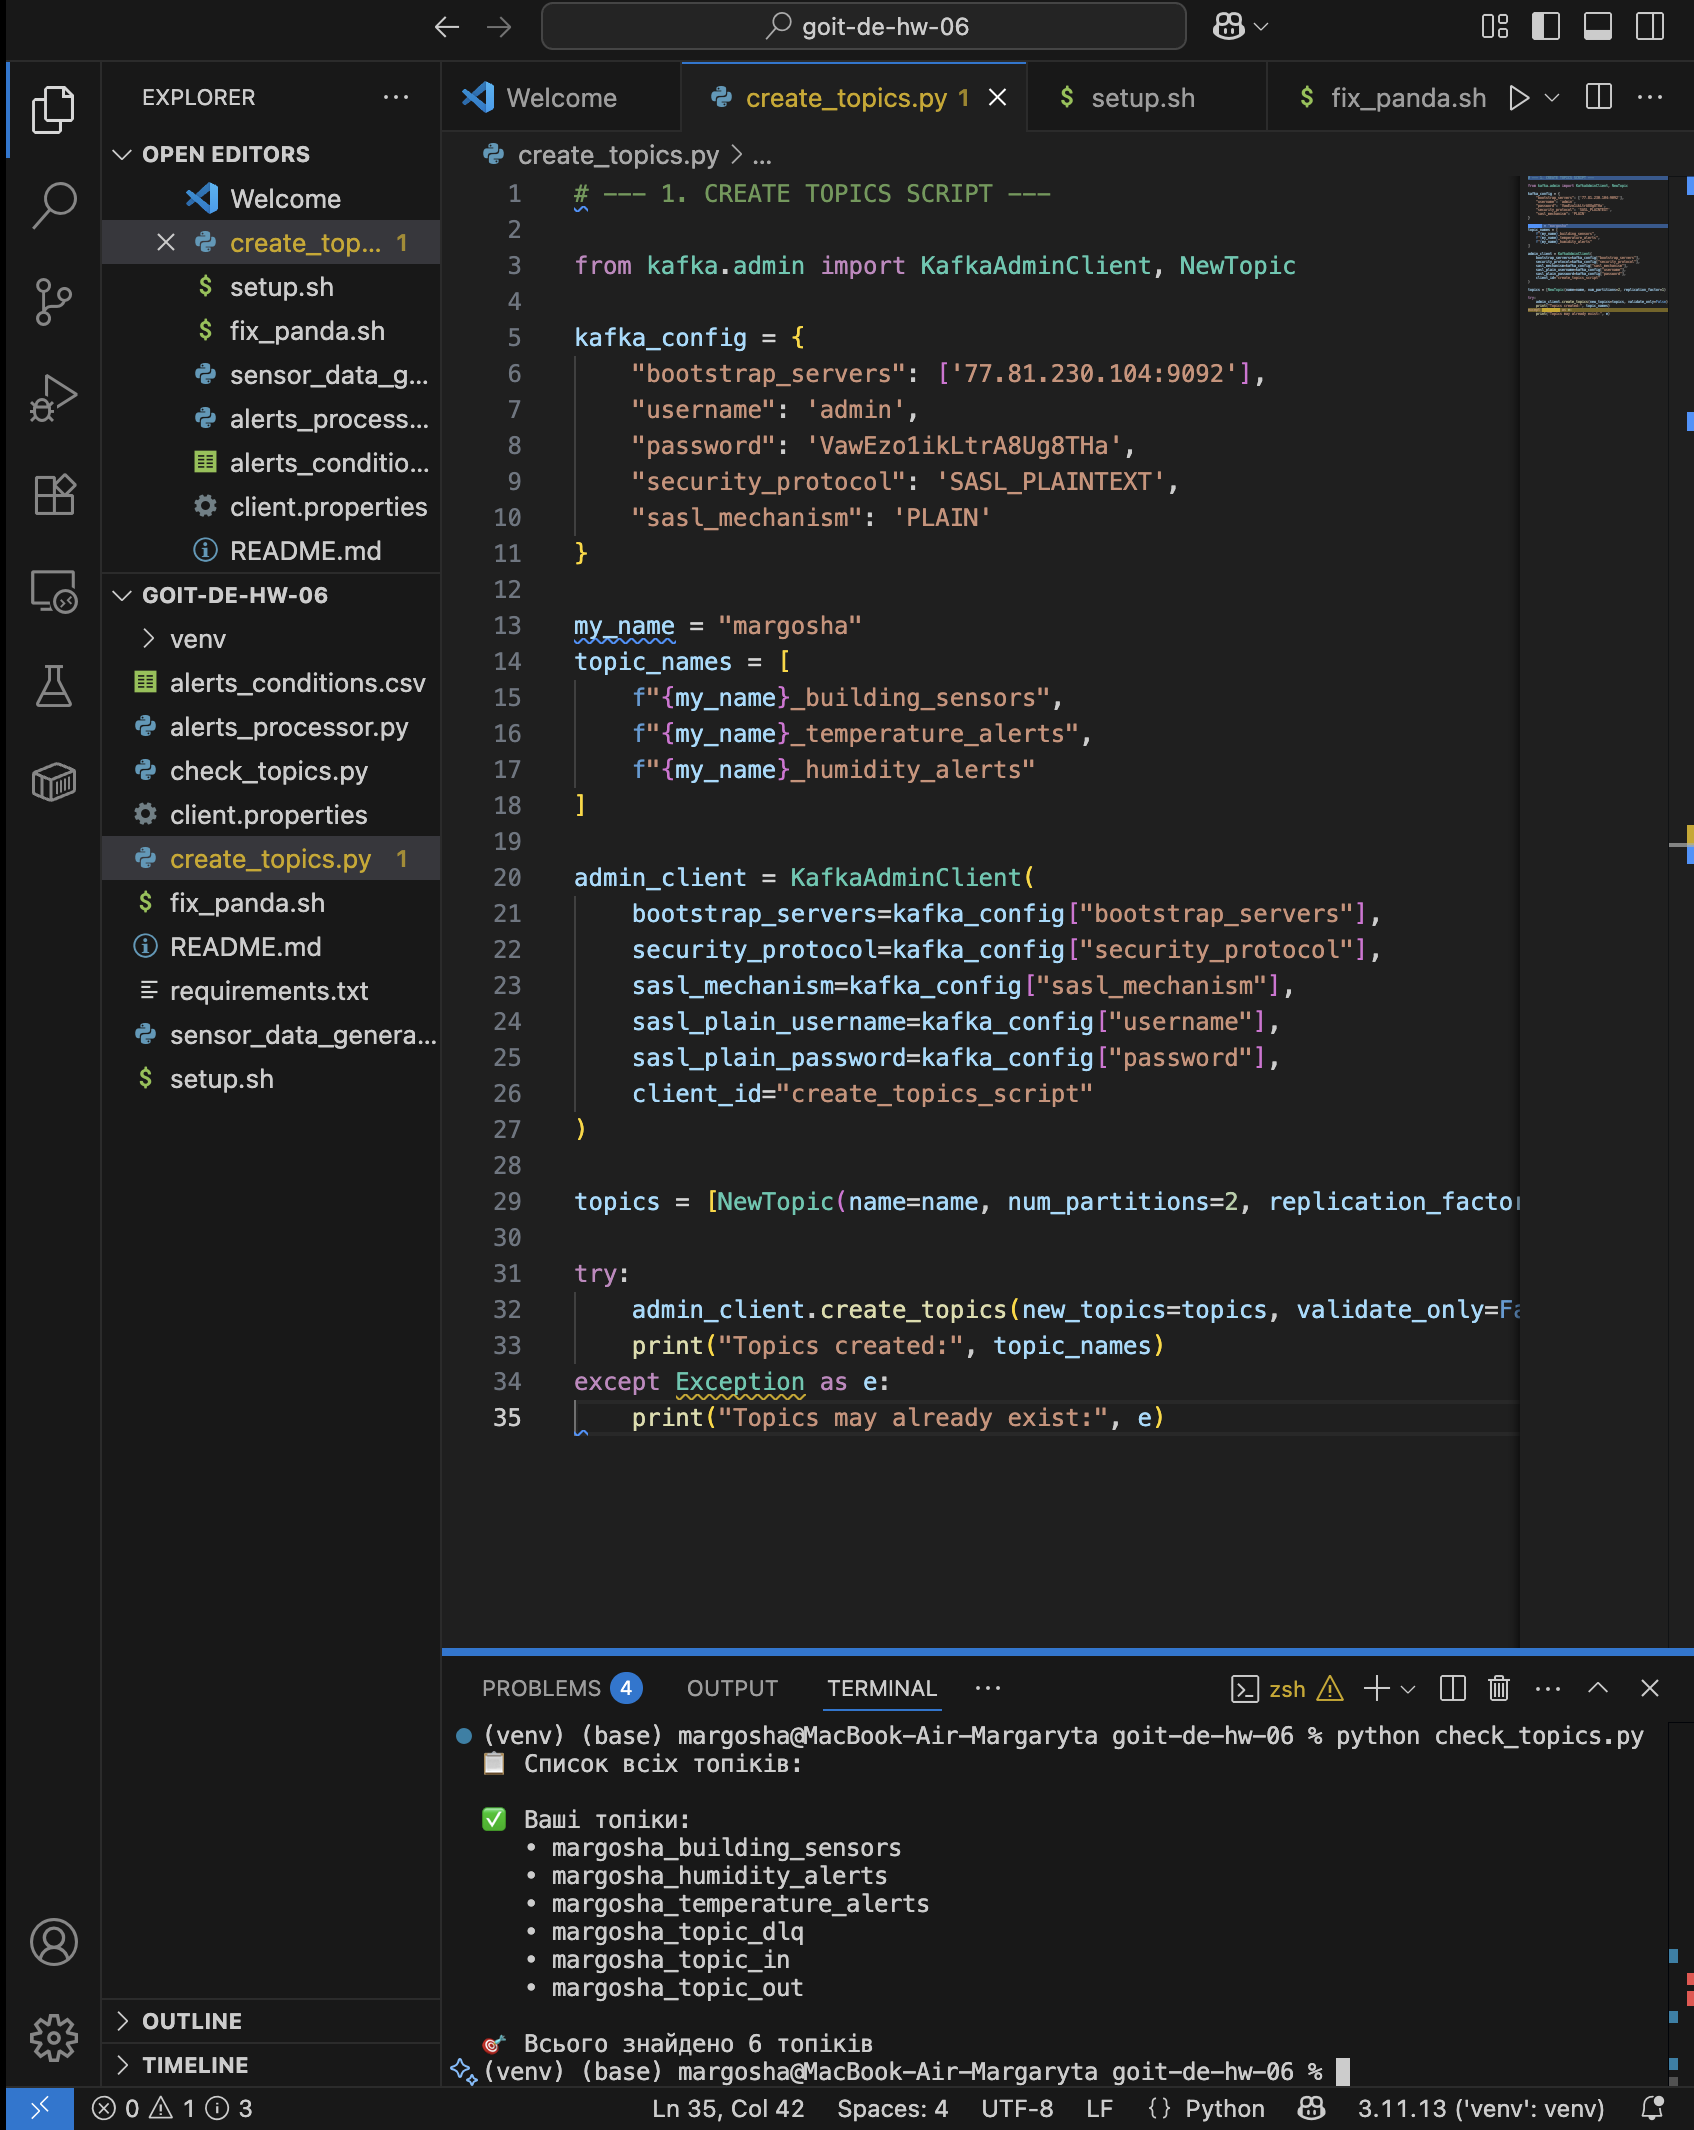 goit-de-hw-06
EXPLORER
OPEN EDITORS
Welcome
create_top... 1
setup.sh
fix_panda.sh
sensor_data_g...
alerts_process...
alerts_conditio...
client.properties
README.md
GOIT-DE-HW-06
venv
alerts_conditions.csv
alerts_processor.py
check_topics.py
client.properties
create_topics.py 1
fix_panda.sh
README.md
requirements.txt
sensor_data_genera...
setup.sh
OUTLINE
TIMELINE
Welcome
create_topics.py 1
setup.sh
fix_panda.sh
create_topics.py > ...
1 # --- 1. CREATE TOPICS SCRIPT ---
2
3 from kafka.admin import KafkaAdminClient, NewTopic
4
5 kafka_config = {
6 "bootstrap_servers": ['77.81.230.104:9092'],
7 "username": 'admin',
8 "password": 'VawEzo1ikLtrA8Ug8THa',
9 "security_protocol": 'SASL_PLAINTEXT',
10 "sasl_mechanism": 'PLAIN'
11 }
12
13 my_name = "margosha"
14 topic_names = [
15 f"{my_name}_building_sensors",
16 f"{my_name}_temperature_alerts",
17 f"{my_name}_humidity_alerts"
18 ]
19
20 admin_client = KafkaAdminClient(
21 bootstrap_servers=kafka_config["bootstrap_servers"],
22 security_protocol=kafka_config["security_protocol"],
23 sasl_mechanism=kafka_config["sasl_mechanism"],
24 sasl_plain_username=kafka_config["username"],
25 sasl_plain_password=kafka_config["password"],
26 client_id="create_topics_script"
27 )
28
29 topics = [NewTopic(name=name, num_partitions=2, replication_factor
30
31 try:
32 admin_client.create_topics(new_topics=topics, validate_only=Fa
33 print("Topics created:", topic_names)
34 except Exception as e:
35 print("Topics may already exist:", e)
PROBLEMS 4 OUTPUT TERMINAL ... zsh
(venv) (base) margosha@MacBook-Air-Margaryta goit-de-hw-06 % python check_topics.py
📋 Список всіх топіків:
✅ Ваші топіки:
• margosha_building_sensors
• margosha_humidity_alerts
• margosha_temperature_alerts
• margosha_topic_dlq
• margosha_topic_in
• margosha_topic_out
🎯 Всього знайдено 6 топіків
(venv) (base) margosha@MacBook-Air-Margaryta goit-de-hw-06 %
0 1 3 Ln 35, Col 42 Spaces: 4 UTF-8 LF {} Python 3.11.13 ('venv': venv)